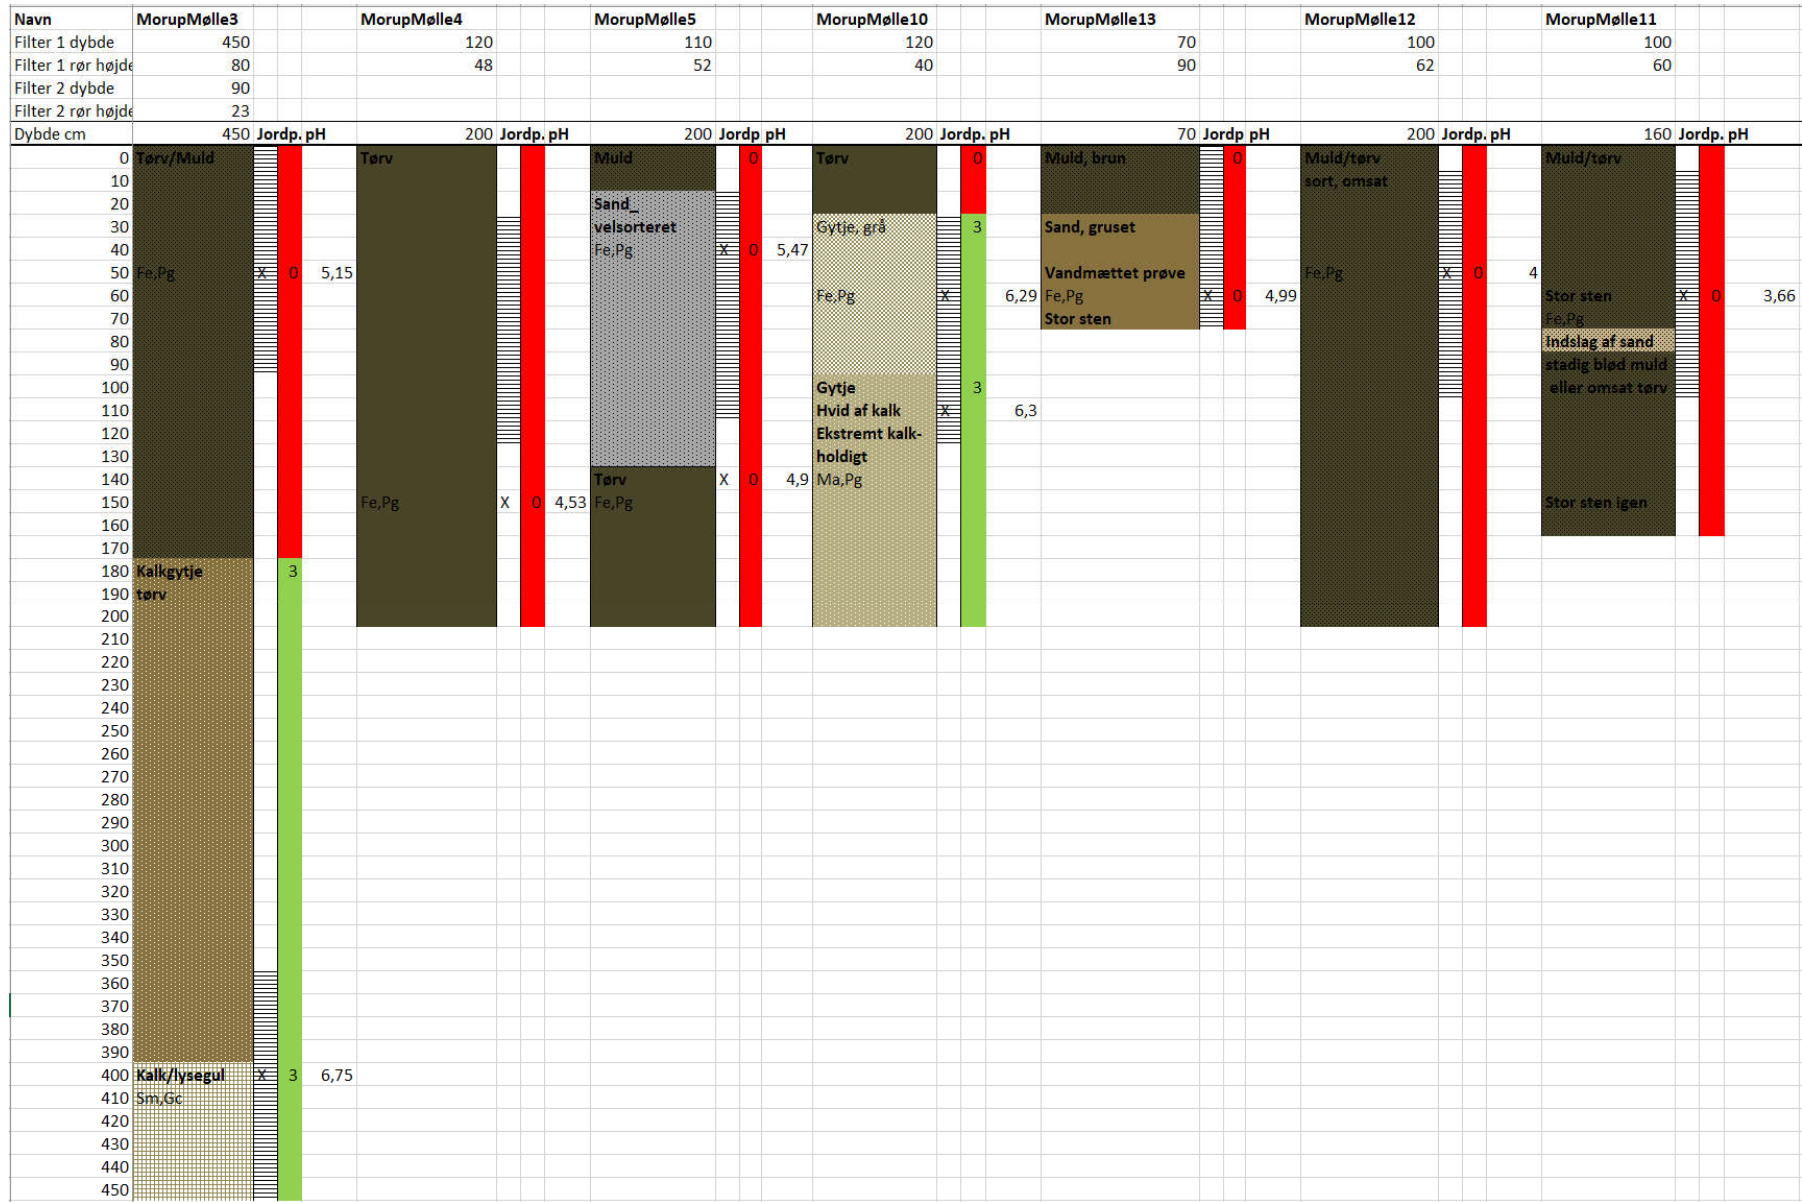 Navn MorupMølle3 MorupMølle4 MorupMølle5 MorupMølle10 MorupMølle13 MorupMølle12 MorupMølle11
Filter 1 dybde 450 120 110 120 70 100 100
Filter 1 rør højde 80 48 52 40 90 62 60
Filter 2 dybde 90
Filter 2 rør højde 23
Dybde cm 450 Jordp. pH 200 Jordp. pH 200 Jordp pH 200 Jordp. pH 70 Jordp pH 200 Jordp. pH 160 Jordp. pH
0 Tørv/Muld Tørv Muld 0 Tørv 0 Muld, brun 0 Muld/tørv Muld/tørv
10 sort, omsat
20 Sand_
30 velsorteret Gytje, grå 3 Sand, gruset
40 Fe,Pg X 0 5,47
50 Fe,Pg X 0 5,15 Vandmættet prøve Fe,Pg X 0 4
60 Fe,Pg X 6,29 Fe,Pg X 0 4,99 Stor sten X 0 3,66
70 Stor sten Fe,Pg
80 Indslag af sand
90 stadig blød muld
100 Gytje 3 eller omsat tørv
110 Hvid af kalk X 6,3
120 Ekstremt kalk-
130 holdigt
140 Tørv X 0 4,9 Ma,Pg
150 Fe,Pg X 0 4,53 Fe,Pg Stor sten igen
160
170
180 Kalkgytje 3
190 tørv
200
210
220
230
240
250
260
270
280
290
300
310
320
330
340
350
360
370
380
390
400 Kalk/lysegul X 3 6,75
410 Sm,Gc
420
430
440
450